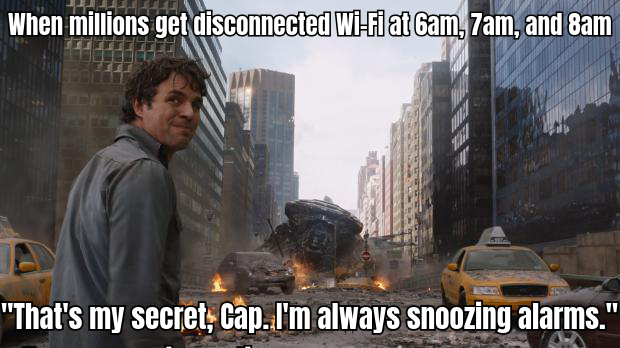 When millions get disconnected Wi-Fi at 6am, 7am, and 8am
"That's my secret, Cap. I'm always snoozing alarms."